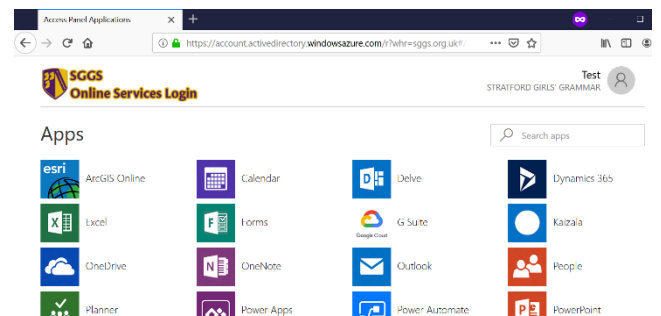 Access Panel Applications
https://account.activedirectory.windowsazure.com/r?whr=sggs.org.uk#/
SGGS
Online Services Login
Test
STRATFORD GIRLS' GRAMMAR
Apps
Search apps
esri
ArcGIS Online
Calendar
Delve
Dynamics 365
Excel
Forms
Google Cloud
G Suite
Kaizala
OneDrive
OneNote
Outlook
People
Planner
Power Apps
Power Automate
PowerPoint